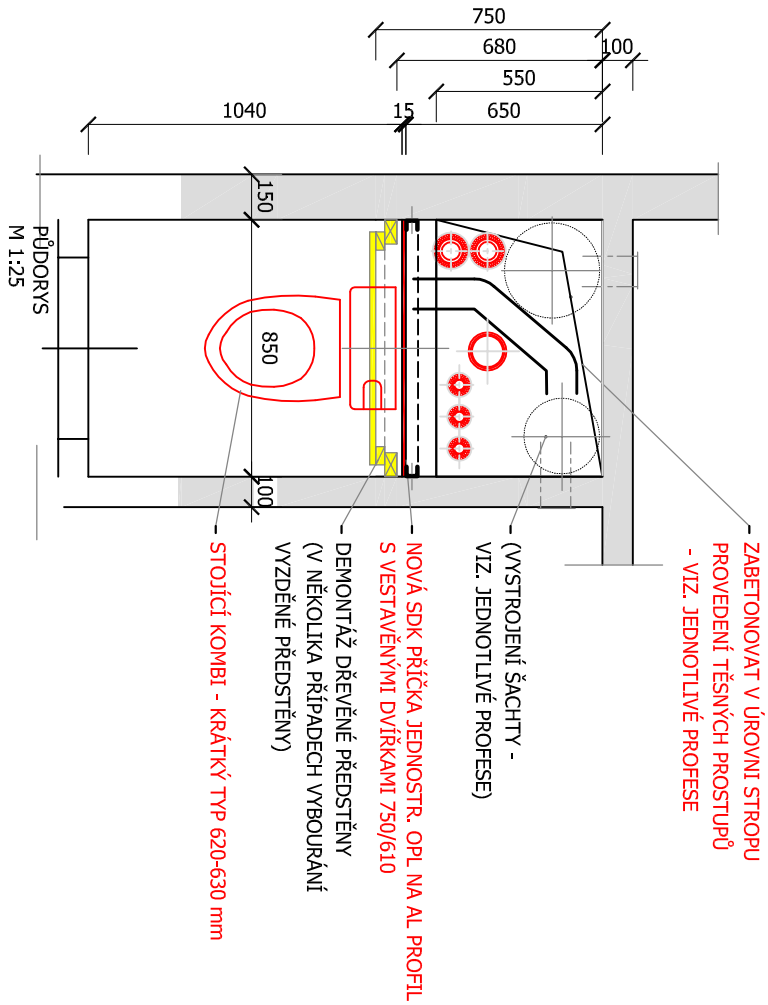 750
680
100
550
1040
15
650
150
850
100
PŮDORYS
M 1:25
ZABETONOVAT V ÚROVNI STROPU
PROVEDENÍ TĚSNÝCH PROSTUPŮ
- VIZ. JEDNOTLIVÉ PROFESE
(VYSTROJENÍ ŠACHTY -
VIZ. JEDNOTLIVÉ PROFESE)
NOVÁ SDK PŘÍČKA JEDNOSTR. OPL NA AL PROFIL
S VESTAVĚNÝMI DVÍŘKAMI 750/610
DEMONTÁŽ DŘEVĚNÉ PŘEDSTĚNY
(V NĚKOLIKA PŘÍPADECH VYBOURÁNÍ
VYZDĚNÉ PŘEDSTĚNY)
STOJÍCÍ KOMBI - KRÁTKÝ TYP 620-630 mm